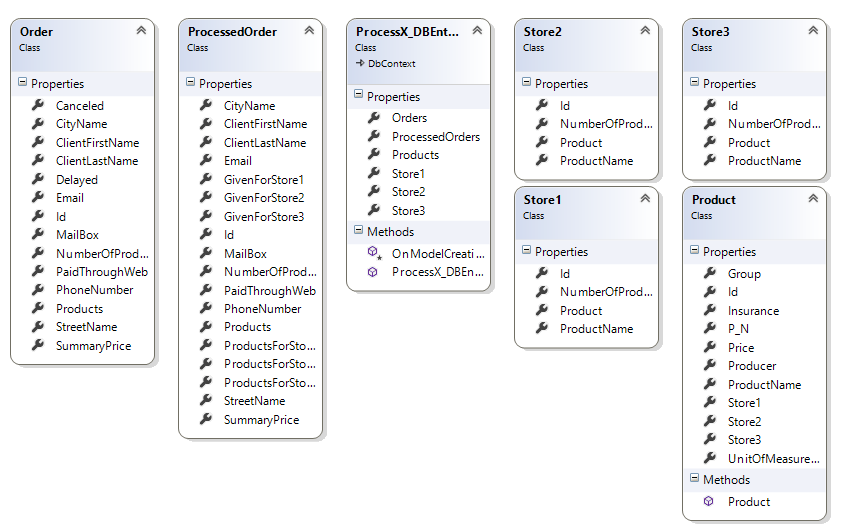 Order
Class
Properties
Canceled
CityName
ClientFirstName
ClientLastName
Delayed
Email
Id
MailBox
NumberOfProd...
PaidThroughWeb
PhoneNumber
Products
StreetName
SummaryPrice
ProcessedOrder
Class
Properties
CityName
ClientFirstName
ClientLastName
Email
GivenForStore1
GivenForStore2
GivenForStore3
Id
MailBox
NumberOfProd...
PaidThroughWeb
PhoneNumber
Products
ProductsForSto...
ProductsForSto...
ProductsForSto...
StreetName
SummaryPrice
ProcessX_DBEnt...
Class
DbContext
Properties
Orders
ProcessedOrders
Products
Store1
Store2
Store3
Methods
OnModelCreati...
ProcessX_DBEn...
Store2
Class
Properties
Id
NumberOfProd...
Product
ProductName
Store1
Class
Properties
Id
NumberOfProd...
Product
ProductName
Store3
Class
Properties
Id
NumberOfProd...
Product
ProductName
Product
Class
Properties
Group
Id
Insurance
P_N
Price
Producer
ProductName
Store1
Store2
Store3
UnitOfMeasure...
Methods
Product